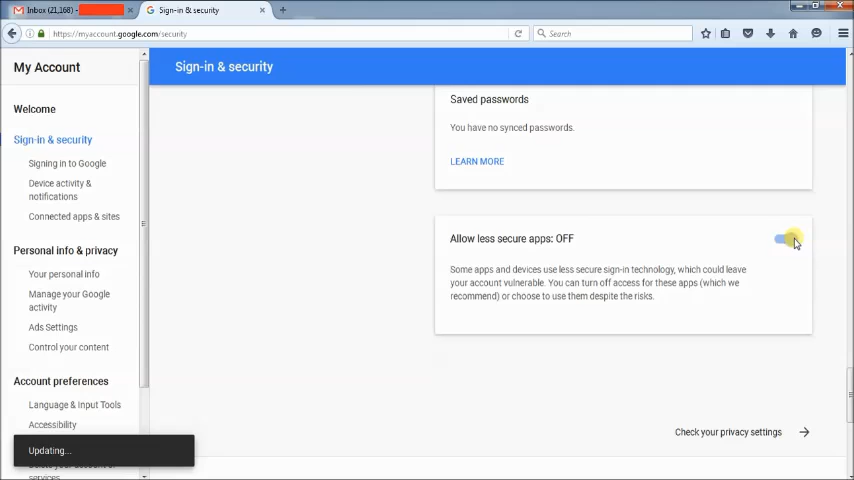 Inbox (21,168) -
Sign-in & security
https://myaccount.google.com/security
Search
My Account
Sign-in & security
Welcome
Sign-in & security
Signing in to Google
Device activity &
notifications
Connected apps & sites
Personal info & privacy
Your personal info
Manage your Google
activity
Ads Settings
Control your content
Account preferences
Language & Input Tools
Accessibility
Updating...
services
Saved passwords
You have no synced passwords.
LEARN MORE
Allow less secure apps: OFF
Some apps and devices use less secure sign-in technology, which could leave
your account vulnerable. You can turn off access for these apps (which we
recommend) or choose to use them despite the risks.
Check your privacy settings